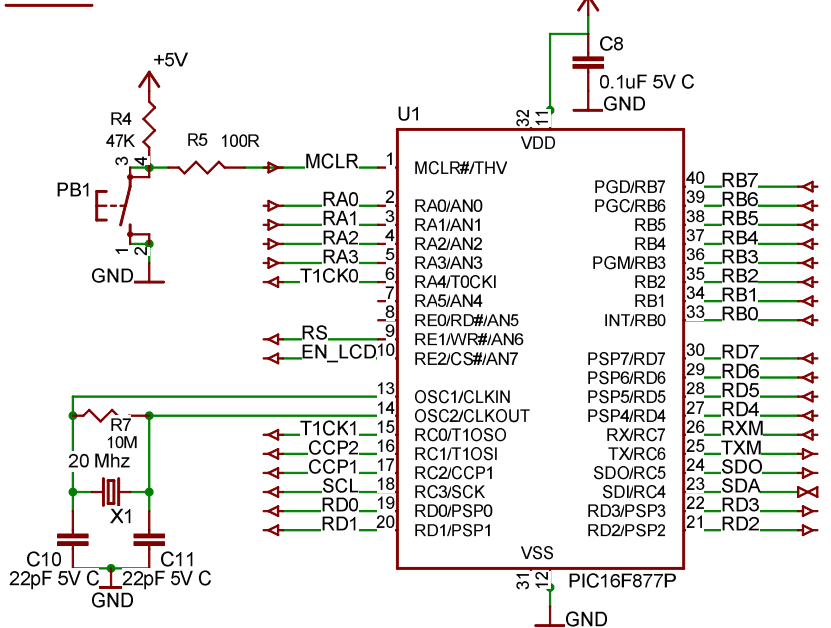 +5V
C8
0.1uF 5V C
GND
R4
47K
R5 100R
U1
32 11
VDD
3 4
MCLR 1 MCLR#/THV
PB1
1 2
GND
RA0 2 RA0/AN0
RA1 3 RA1/AN1
RA2 4 RA2/AN2
RA3 5 RA3/AN3
T1CK0 6 RA4/T0CKI
7 RA5/AN4
8 RE0/RD#/AN5
RS 9 RE1/WR#/AN6
EN_LCD 10 RE2/CS#/AN7
13 OSC1/CLKIN
14 OSC2/CLKOUT
T1CK1 15 RC0/T1OSO
CCP2 16 RC1/T1OSI
CCP1 17 RC2/CCP1
SCL 18 RC3/SCK
RD0 19 RD0/PSP0
RD1 20 RD1/PSP1
PGD/RB7 40 RB7
PGC/RB6 39 RB6
RB5 38 RB5
RB4 37 RB4
PGM/RB3 36 RB3
RB2 35 RB2
RB1 34 RB1
INT/RB0 33 RB0
PSP7/RD7 30 RD7
PSP6/RD6 29 RD6
PSP5/RD5 28 RD5
PSP4/RD4 27 RD4
RX/RC7 26 RXM
TX/RC6 25 TXM
SDO/RC5 24 SDO
SDI/RC4 23 SDA
RD3/PSP3 22 RD3
RD2/PSP2 21 RD2
R7
10M
20 Mhz
X1
C10 C11
22pF 5V C 22pF 5V C
GND
VSS
31 12
PIC16F877P
GND